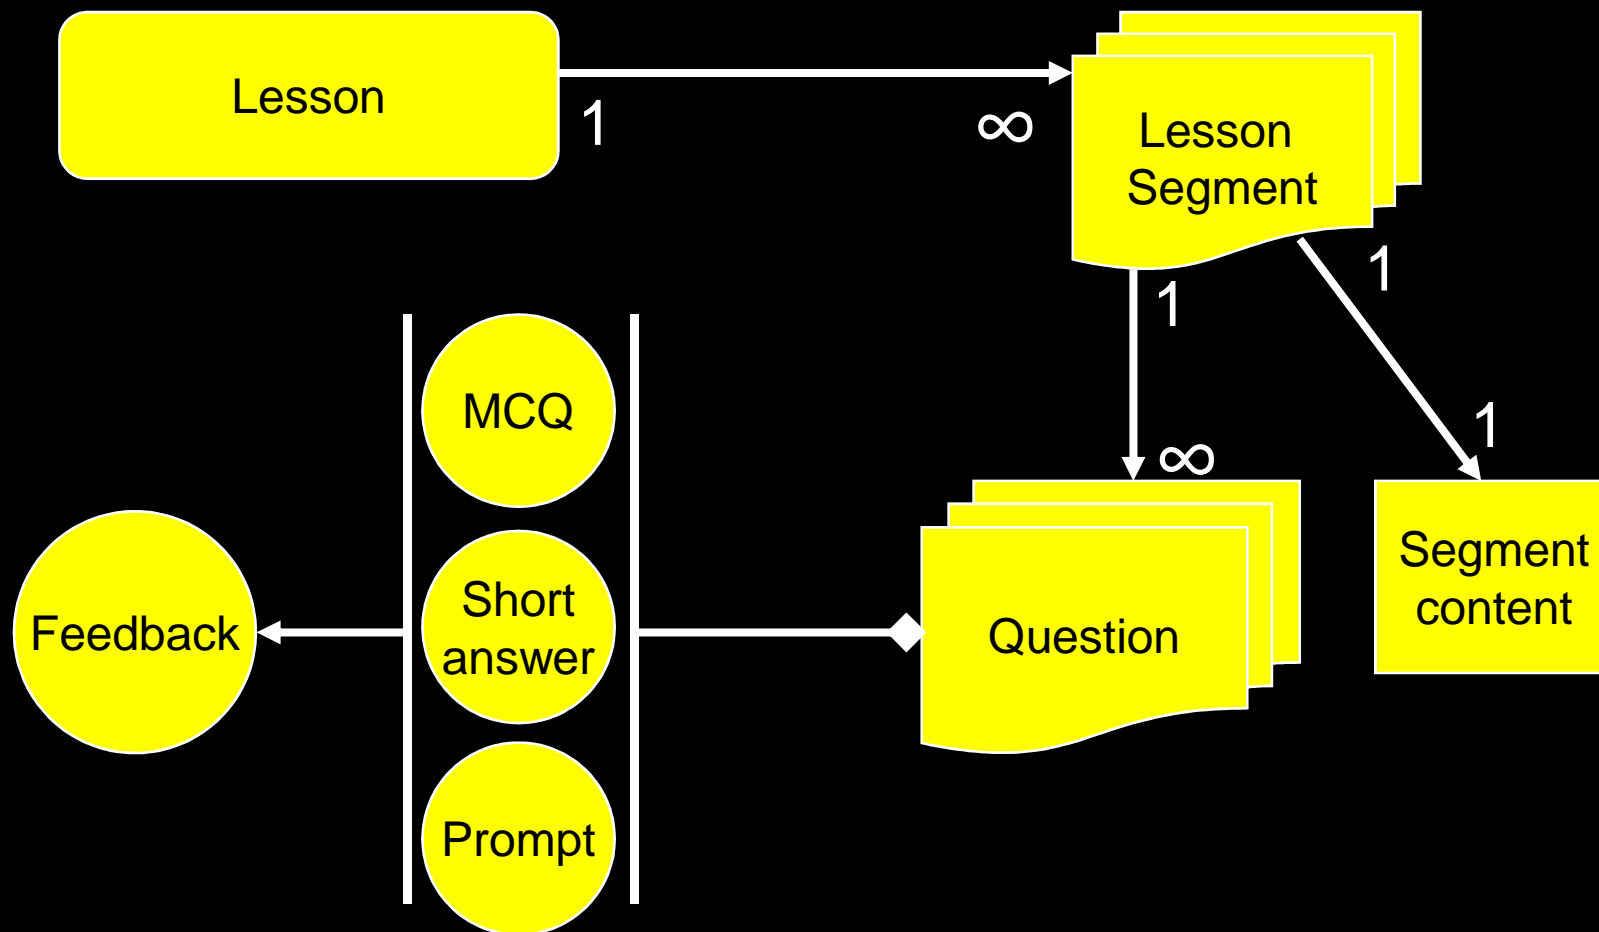 Lesson
1
∞
Lesson
Segment
1
1
∞
1
MCQ
Short
answer
Prompt
Feedback
Question
Segment
content